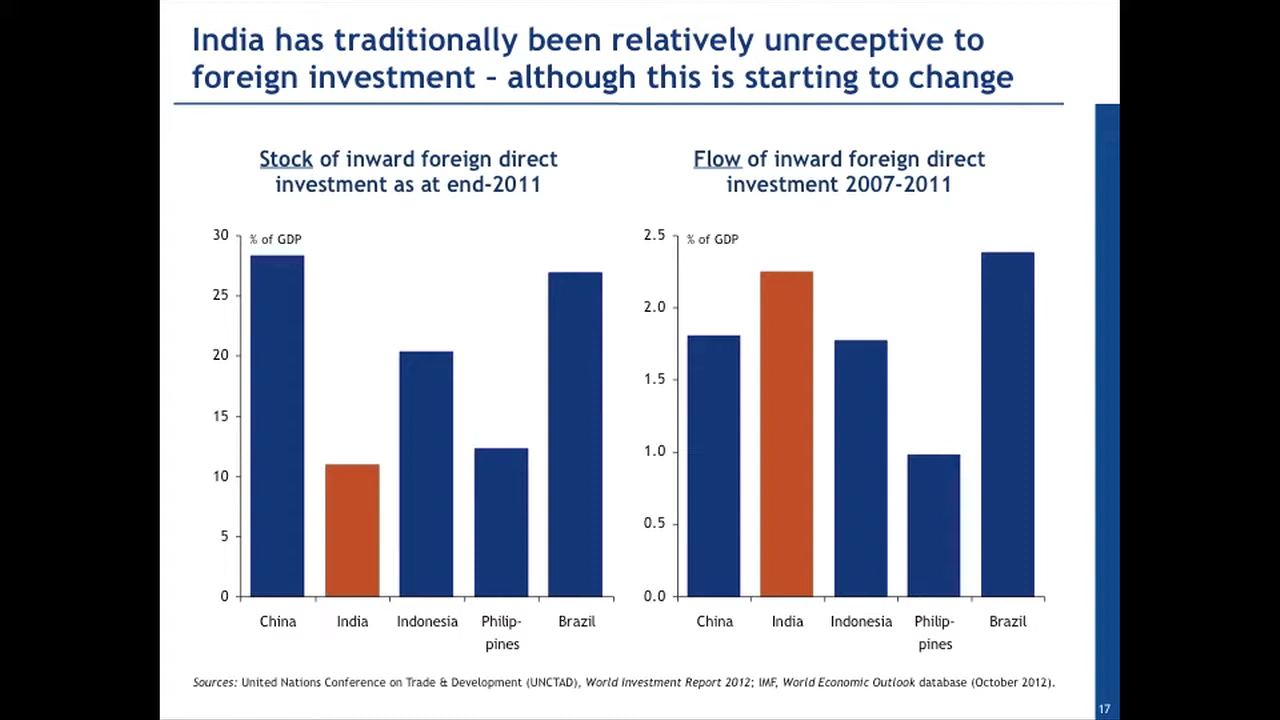 India has traditionally been relatively unreceptive to
foreign investment – although this is starting to change
Stock of inward foreign direct
investment as at end-2011
30
25
20
15
10
5
0
% of GDP
China
India
Indonesia
Philip-
pines
Brazil
Flow of inward foreign direct
investment 2007-2011
2.5
2.0
1.5
1.0
0.5
0.0
% of GDP
China
India
Indonesia
Philip-
pines
Brazil
Sources: United Nations Conference on Trade & Development (UNCTAD), World Investment Report 2012; IMF, World Economic Outlook database (October 2012).
17